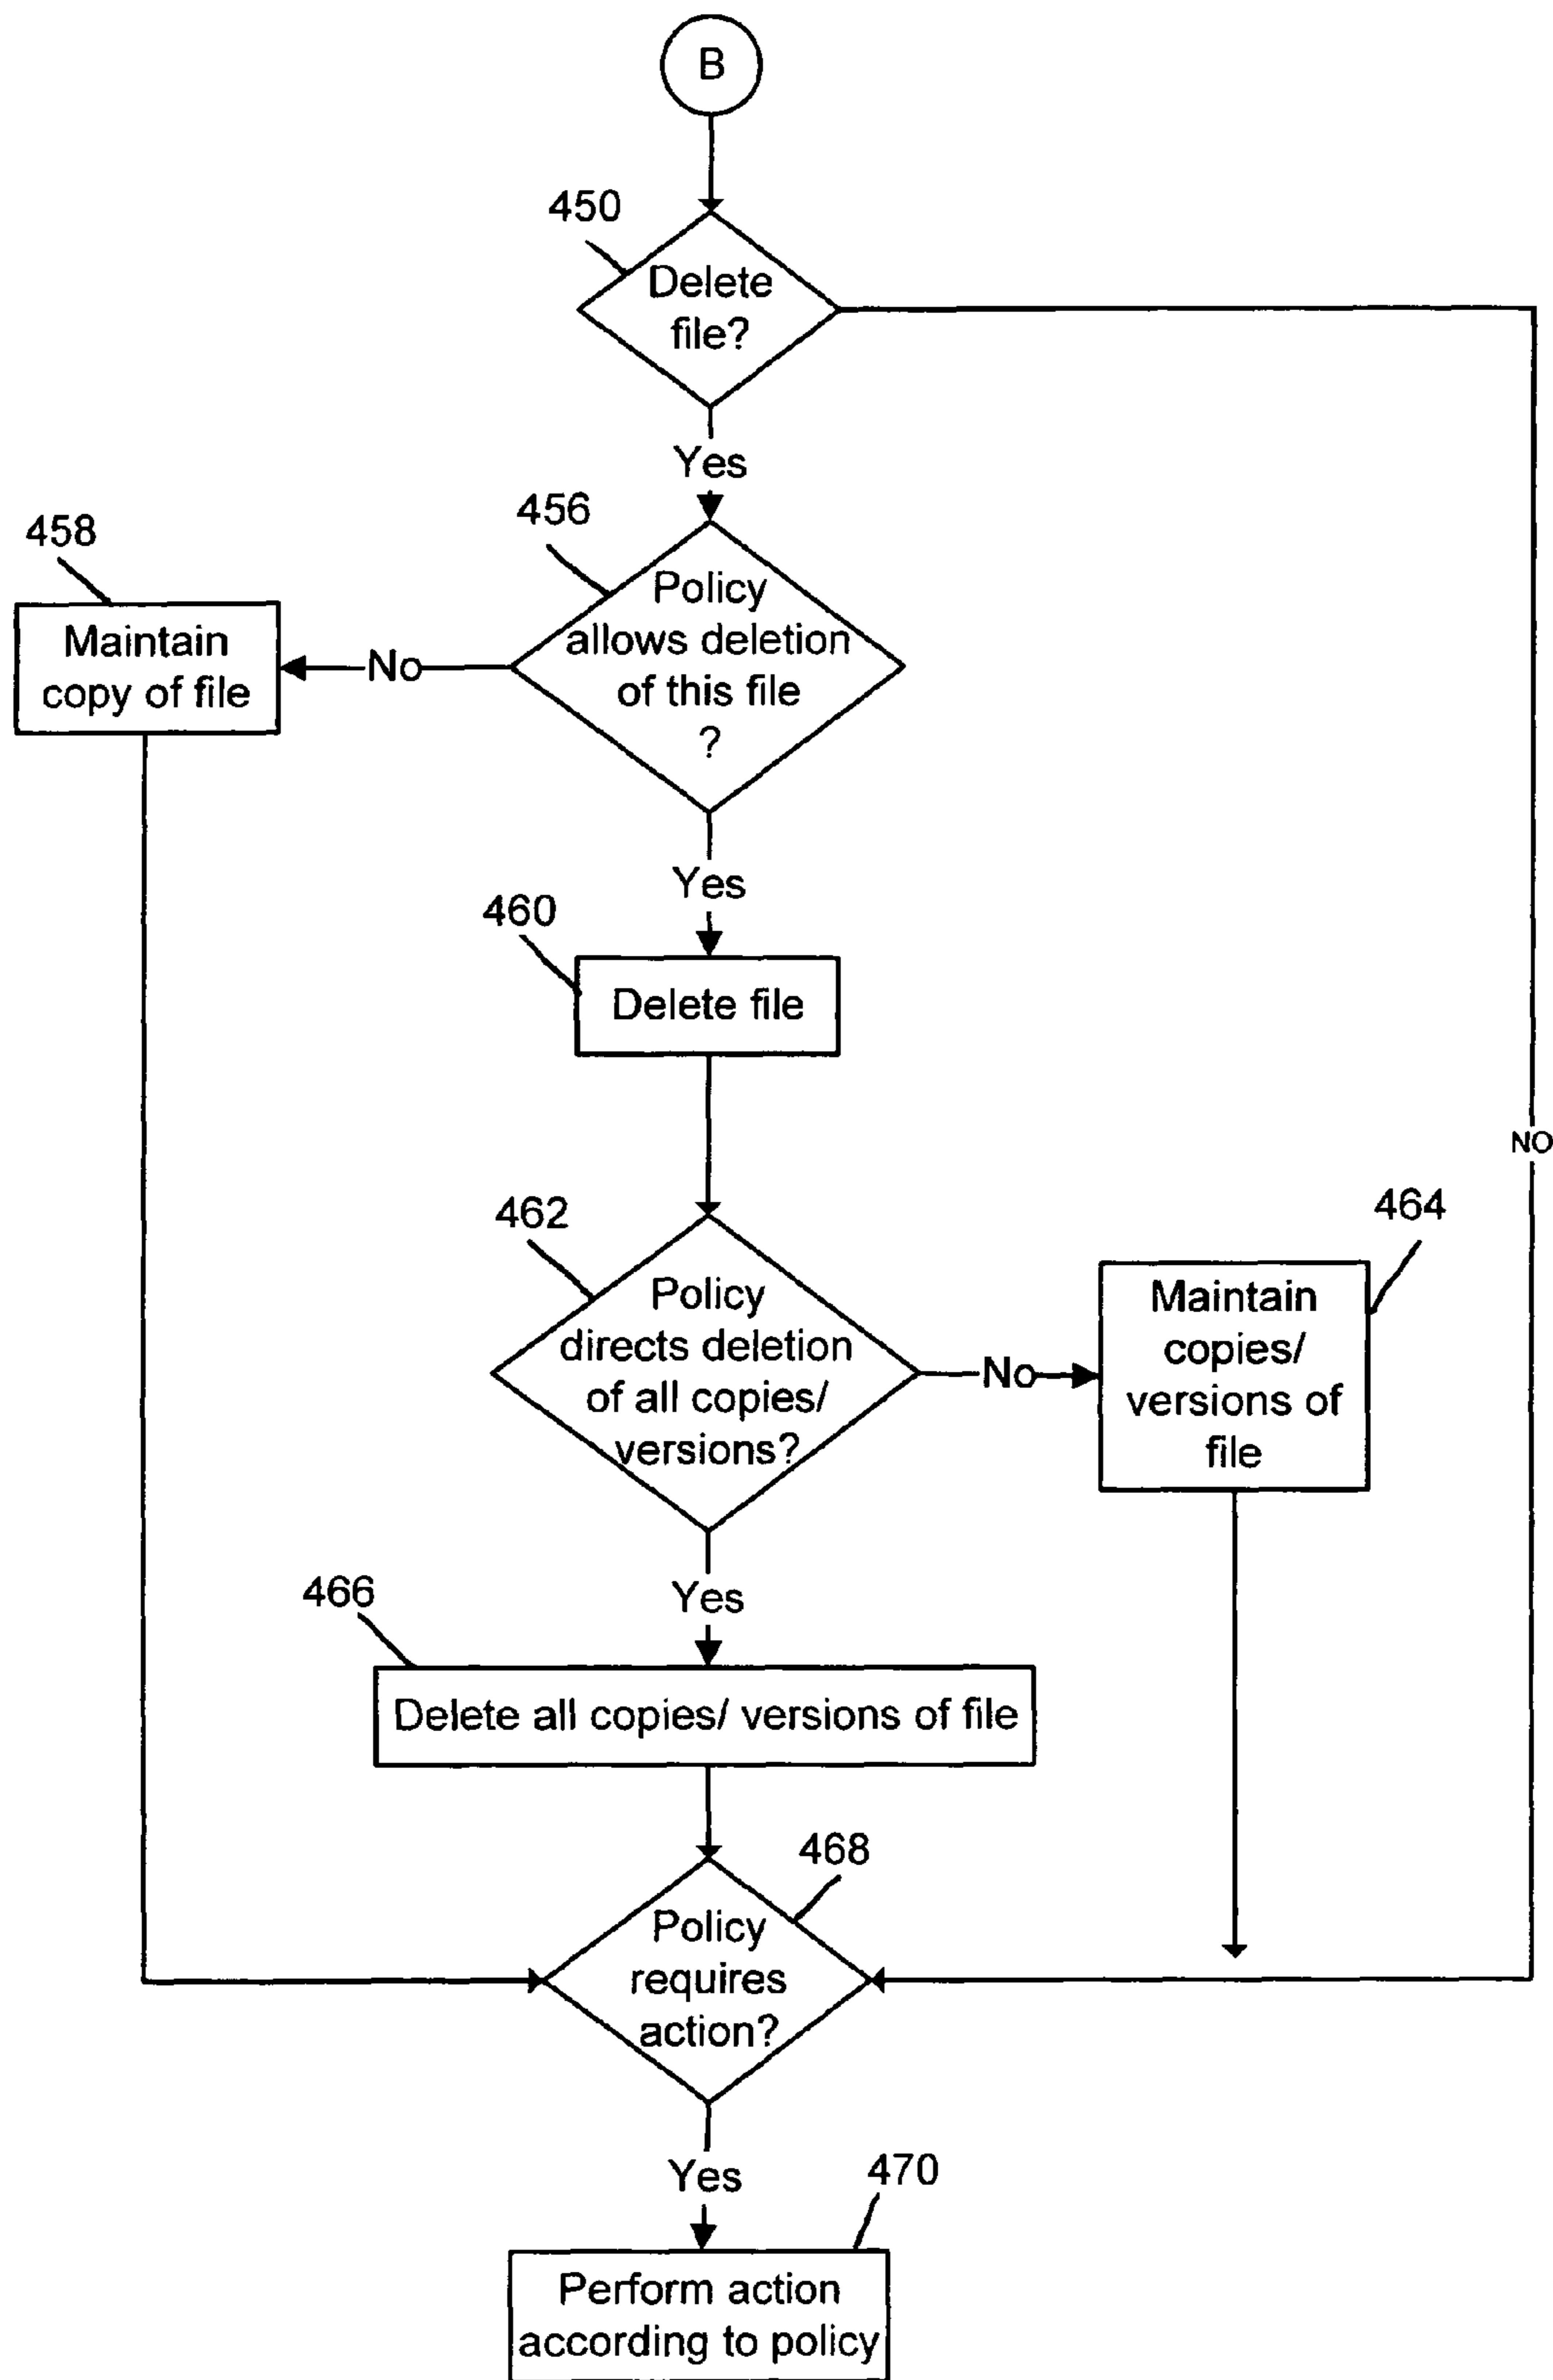 B
450
Delete
file?
Yes
456
458
Policy
allows deletion
of this file
?
Maintain
copy of file
No
Yes
460
Delete file
NO
462
464
Policy
directs deletion
of all copies/
versions?
No
Maintain
copies/
versions of
file
Yes
466
Delete all copies/ versions of file
468
Policy
requires
action?
Yes
470
Perform action
according to policy